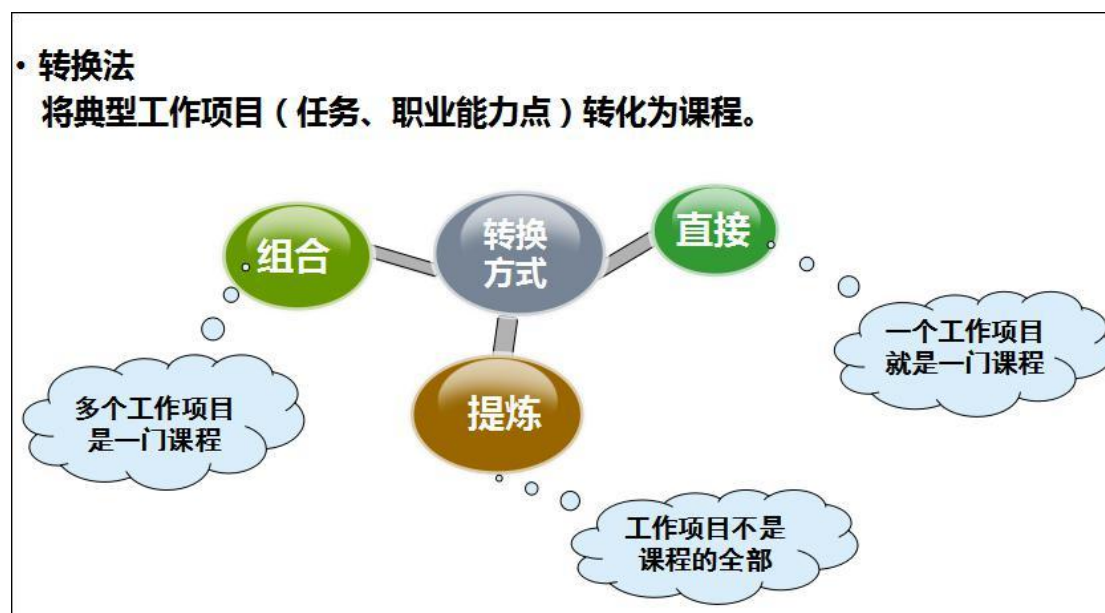 • 转换法
将典型工作项目（任务、职业能力点）转化为课程。
组合
转换
方式
直接
一个工作项目
就是一门课程
多个工作项目
是一门课程
提炼
工作项目不是
课程的全部